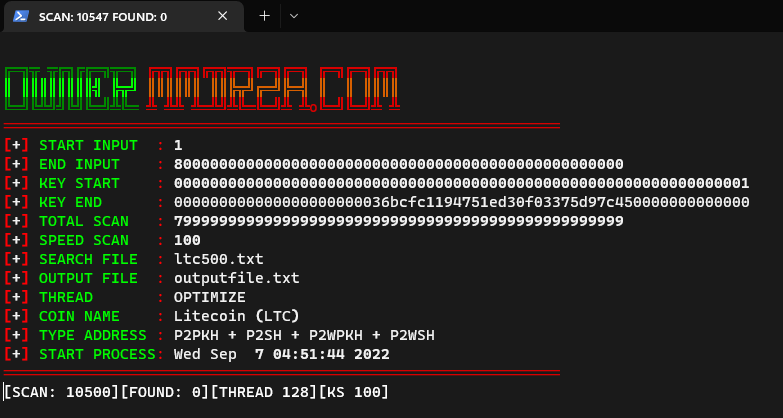 SCAN: 10547 FOUND: 0
MMDRZA.COM
[+] START INPUT : 1
[+] END INPUT : 80000000000000000000000000000000000000000000000000
[+] KEY START : 0000000000000000000000000000000000000000000000000000000000000001
[+] KEY END : 000000000000000000000036bcfc1194751ed30f03375d97c450000000000000
[+] TOTAL SCAN : 79999999999999999999999999999999999999999999999999
[+] SPEED SCAN : 100
[+] SEARCH FILE : ltc500.txt
[+] OUTPUT FILE : outputfile.txt
[+] THREAD : OPTIMIZE
[+] COIN NAME : Litecoin (LTC)
[+] TYPE ADDRESS : P2PKH + P2SH + P2WPKH + P2WSH
[+] START PROCESS: Wed Sep  7 04:51:44 2022
[SCAN: 10500][FOUND: 0][THREAD 128][KS 100]